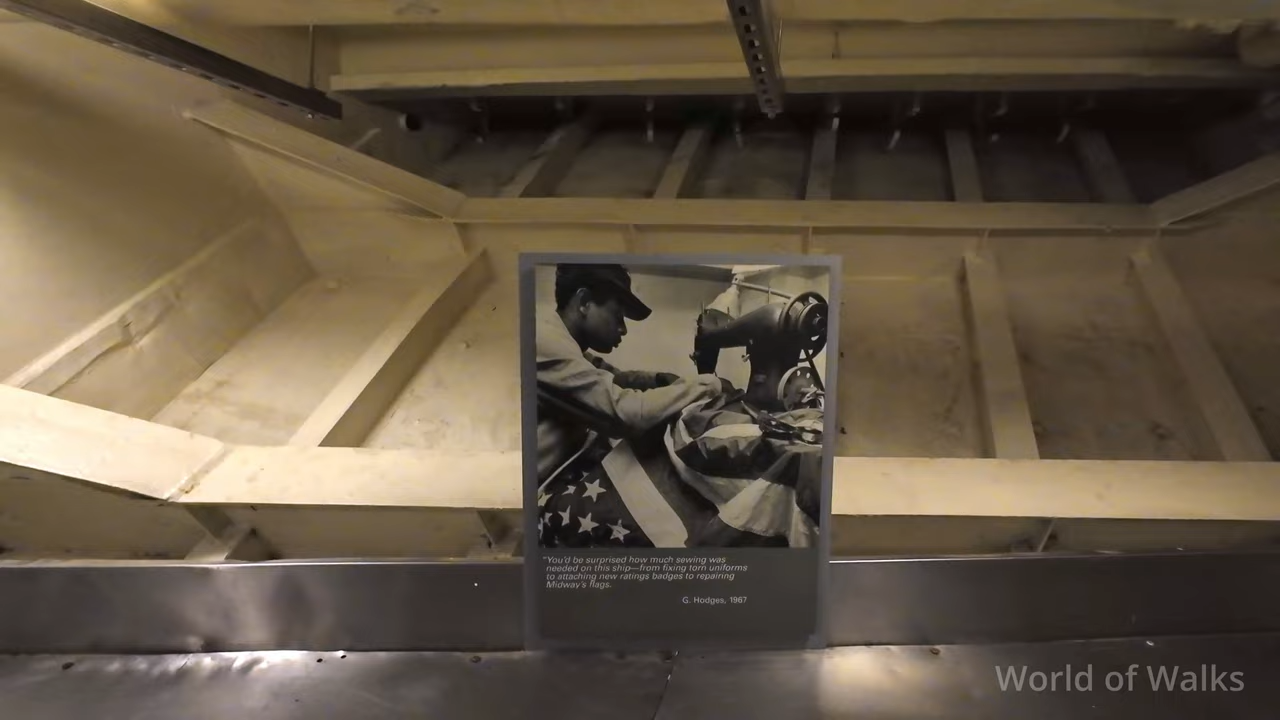 "You'd be surprised how much sewing was
needed on this ship—from fixing torn uniforms
to attaching new ratings badges to repairing
Midway's flags.
G. Hodges, 1967
World of Walks